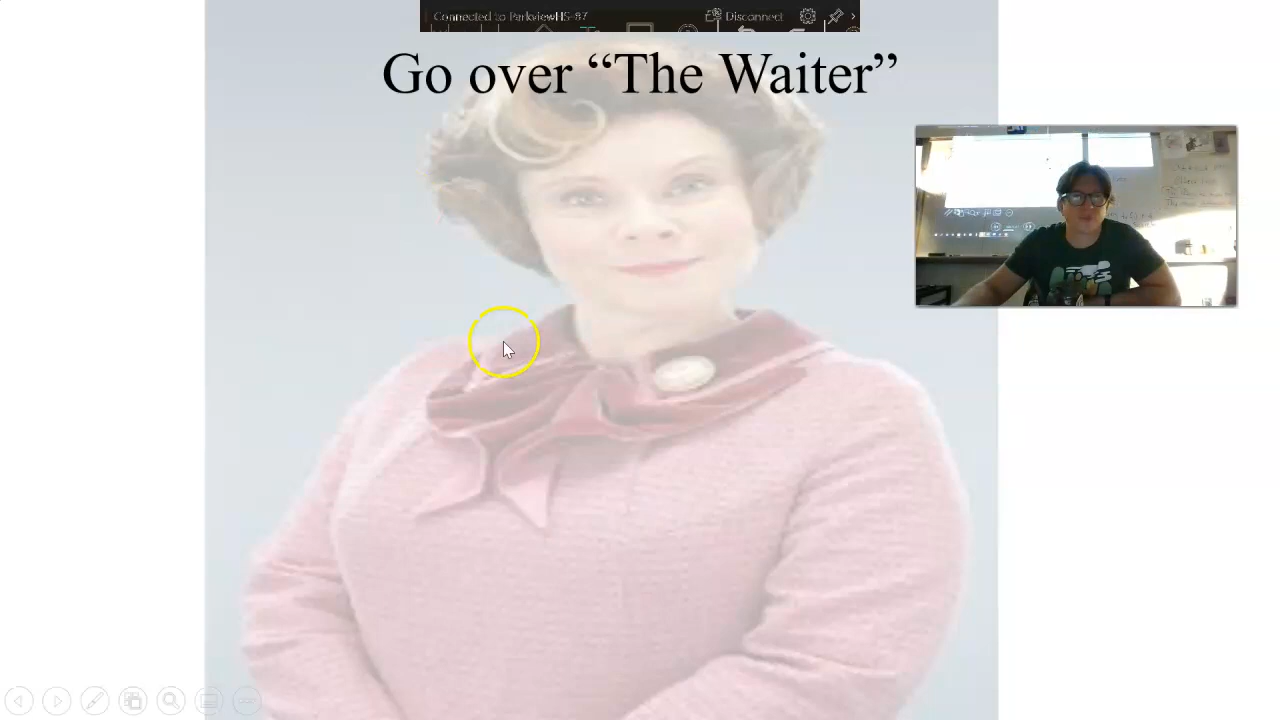 Connected to ParkviewHS-87
Disconnect
Go over “The Waiter”